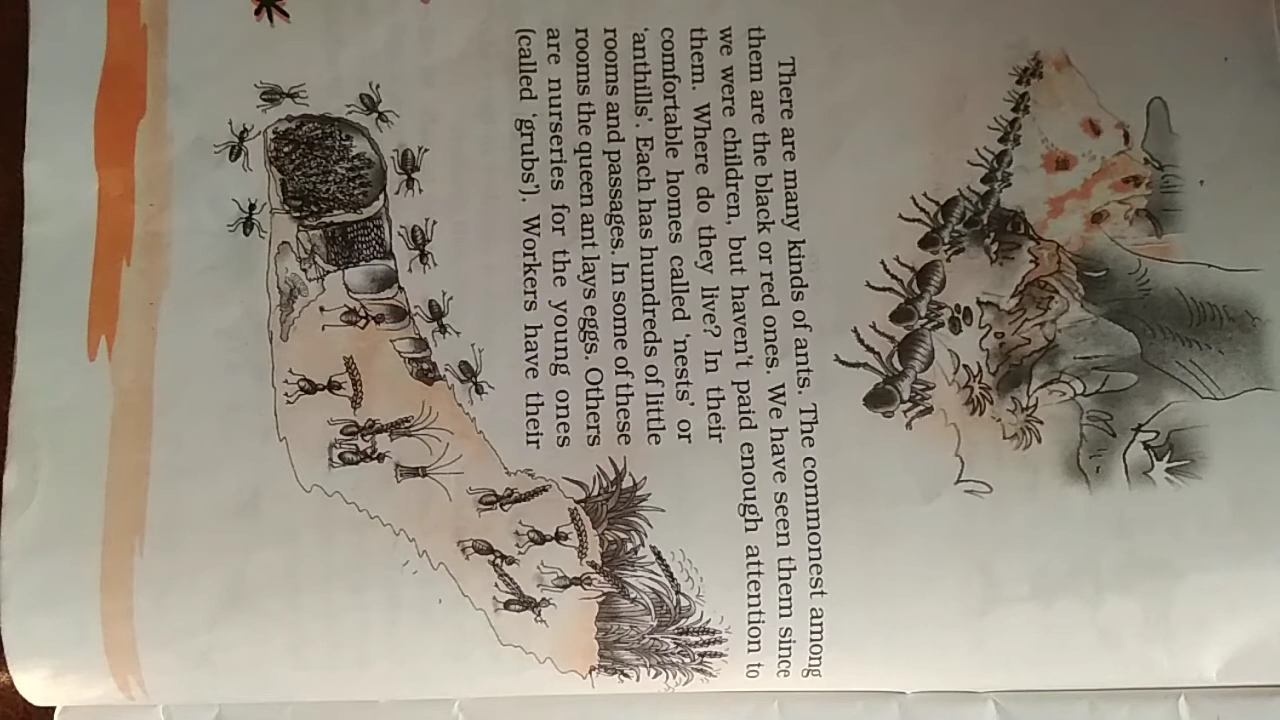 There are many kinds of ants. The commonest among
them are the black or red ones. We have seen them since
we were children, but haven't paid enough attention to
them. Where do they live? In their
comfortable homes called 'nests' or
'anthills'. Each has hundreds of little
rooms and passages. In some of these
rooms the queen ant lays eggs. Others
are nurseries for the young ones
(called 'grubs'). Workers have their